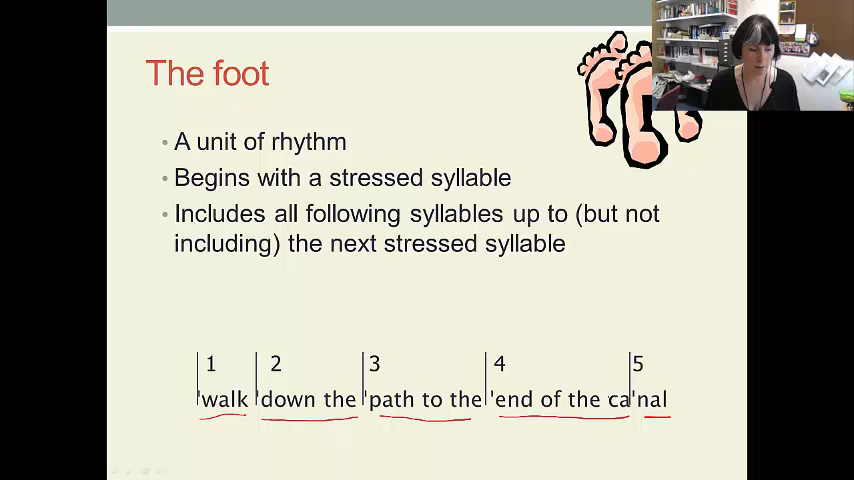 The foot
• A unit of rhythm
• Begins with a stressed syllable
• Includes all following syllables up to (but not
including) the next stressed syllable
1 2 3 4 5
'walk 'down the 'path to the 'end of the ca'nal